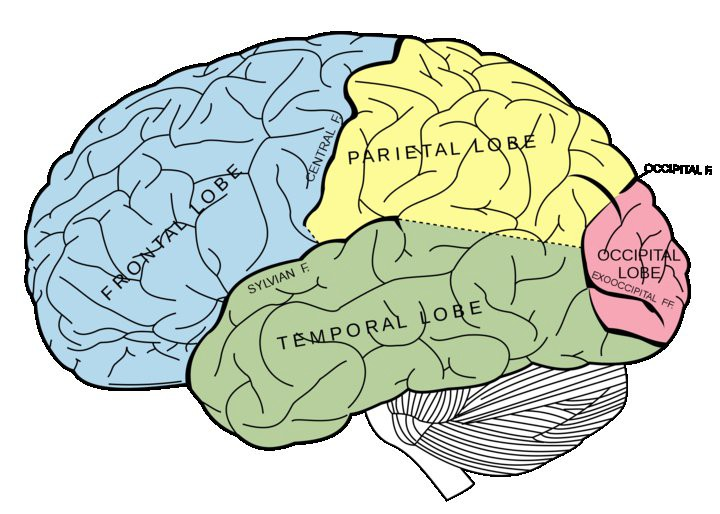 FRONTAL LOBE
CENTRAL F.
PARIETAL LOBE
OCCIPITAL F.
OCCIPITAL
LOBE
EXOOCCIPITAL FF.
SYLVIAN F.
TEMPORAL LOBE